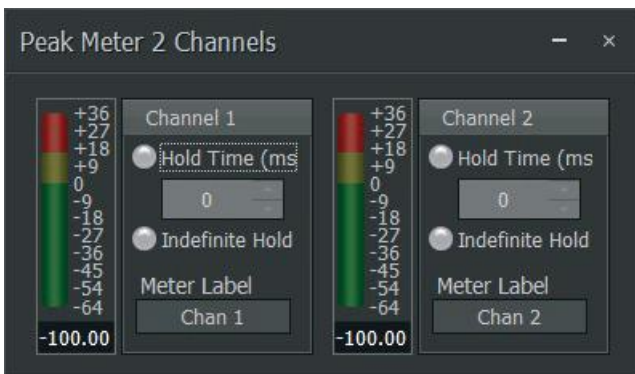 Peak Meter 2 Channels
+36
+27
+18
+9
0
-9
-18
-27
-36
-45
-54
-64
-100.00
Channel 1
Hold Time (ms
0
Indefinite Hold
Meter Label
Chan 1
+36
+27
+18
+9
0
-9
-18
-27
-36
-45
-54
-64
-100.00
Channel 2
Hold Time (ms
0
Indefinite Hold
Meter Label
Chan 2